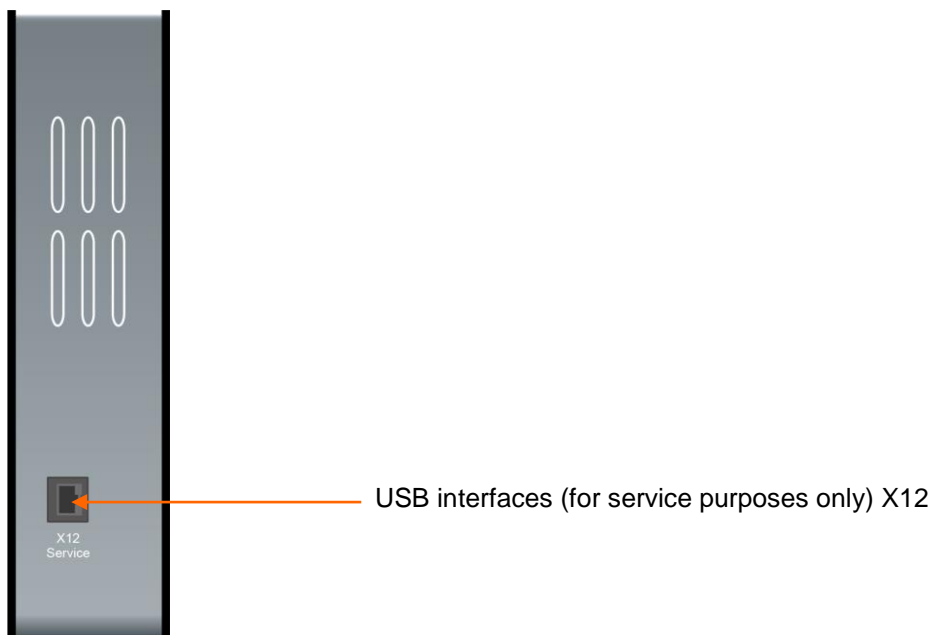 USB interfaces (for service purposes only) X12
X12
Service